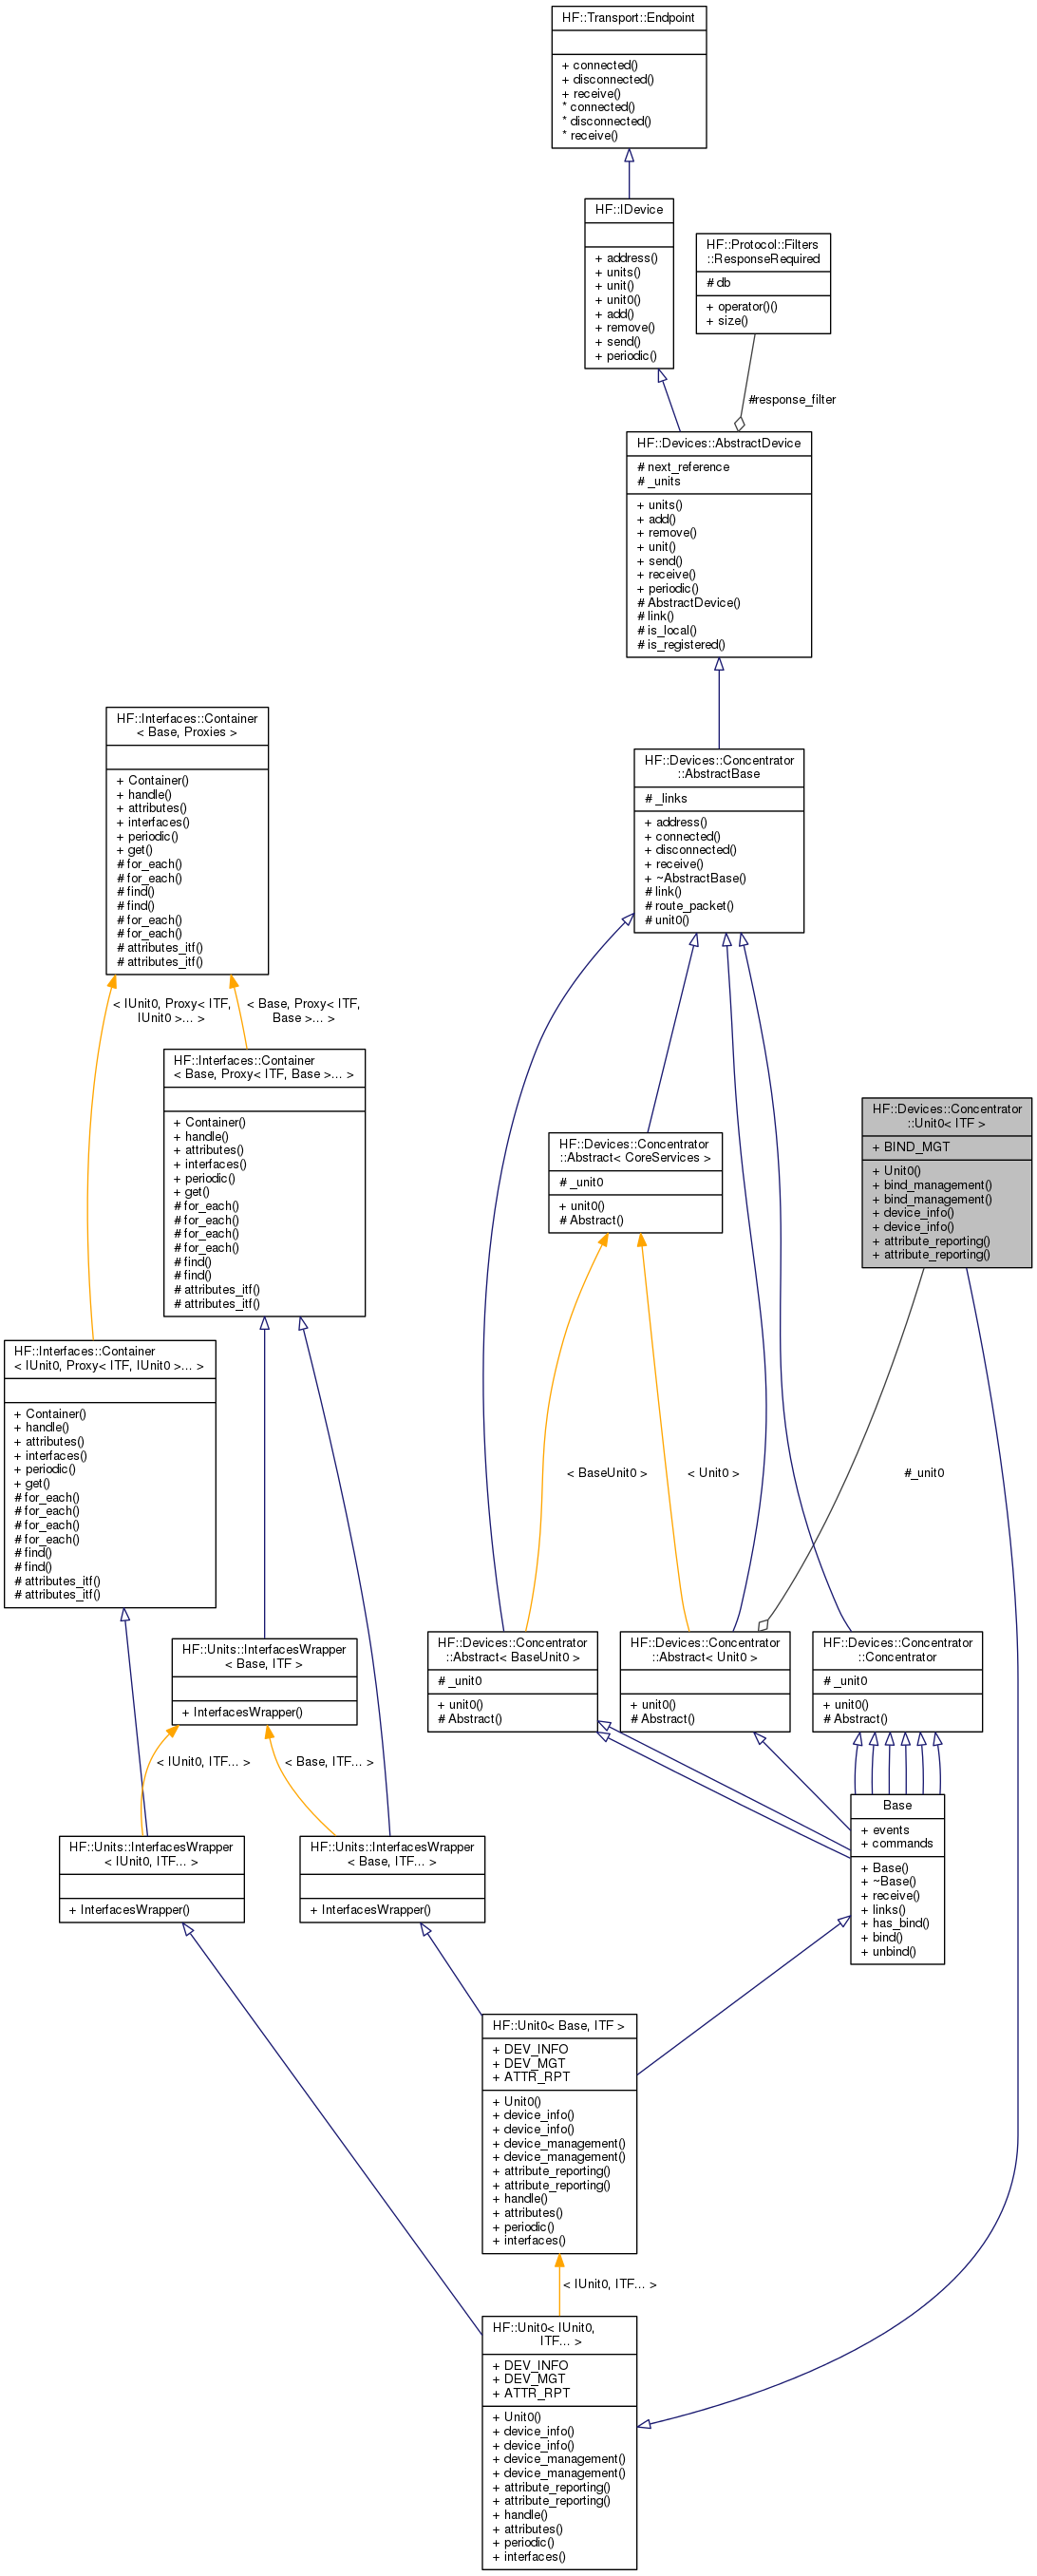 HF::Transport::Endpoint
+ connected()
+ disconnected()
+ receive()
* connected()
* disconnected()
* receive()
HF::IDevice
+ address()
+ units()
+ unit()
+ unit0()
+ add()
+ remove()
+ send()
+ periodic()
HF::Protocol::Filters
::ResponseRequired
# db
+ operator()()
+ size()
#response_filter
HF::Devices::AbstractDevice
# next_reference
# _units
+ units()
+ add()
+ remove()
+ unit()
+ send()
+ receive()
+ periodic()
# AbstractDevice()
# link()
# is_local()
# is_registered()
HF::Interfaces::Container
< Base, Proxies >
+ Container()
+ handle()
+ attributes()
+ interfaces()
+ periodic()
+ get()
# for_each()
# for_each()
# find()
# find()
# for_each()
# for_each()
# attributes_itf()
# attributes_itf()
HF::Devices::Concentrator
::AbstractBase
# _links
+ address()
+ connected()
+ disconnected()
+ receive()
+ ~AbstractBase()
# link()
# route_packet()
# unit0()
< IUnit0, Proxy< ITF,
IUnit0 >... >
< Base, Proxy< ITF,
Base >... >
HF::Interfaces::Container
< Base, Proxy< ITF, Base >... >
+ Container()
+ handle()
+ attributes()
+ interfaces()
+ periodic()
+ get()
# for_each()
# for_each()
# for_each()
# for_each()
# find()
# find()
# attributes_itf()
# attributes_itf()
HF::Devices::Concentrator
::Abstract< CoreServices >
# _unit0
+ unit0()
# Abstract()
HF::Devices::Concentrator
::Unit0< ITF >
+ BIND_MGT
+ Unit0()
+ bind_management()
+ bind_management()
+ device_info()
+ device_info()
+ attribute_reporting()
+ attribute_reporting()
HF::Interfaces::Container
< IUnit0, Proxy< ITF, IUnit0 >... >
+ Container()
+ handle()
+ attributes()
+ interfaces()
+ periodic()
+ get()
# for_each()
# for_each()
# for_each()
# for_each()
# find()
# find()
# attributes_itf()
# attributes_itf()
< BaseUnit0 >
< Unit0 >
#_unit0
HF::Units::InterfacesWrapper
< Base, ITF >
+ InterfacesWrapper()
HF::Devices::Concentrator
::Abstract< BaseUnit0 >
# _unit0
+ unit0()
# Abstract()
HF::Devices::Concentrator
::Abstract< Unit0 >
+ unit0()
# Abstract()
HF::Devices::Concentrator
::Concentrator
# _unit0
+ unit0()
# Abstract()
< IUnit0, ITF... >
< Base, ITF... >
Base
+ events
+ commands
+ Base()
+ ~Base()
+ receive()
+ links()
+ has_bind()
+ bind()
+ unbind()
HF::Units::InterfacesWrapper
< IUnit0, ITF... >
+ InterfacesWrapper()
HF::Units::InterfacesWrapper
< Base, ITF... >
+ InterfacesWrapper()
HF::Unit0< Base, ITF >
+ DEV_INFO
+ DEV_MGT
+ ATTR_RPT
+ Unit0()
+ device_info()
+ device_info()
+ device_management()
+ device_management()
+ attribute_reporting()
+ attribute_reporting()
+ handle()
+ attributes()
+ periodic()
+ interfaces()
< IUnit0, ITF... >
HF::Unit0< IUnit0,
ITF... >
+ DEV_INFO
+ DEV_MGT
+ ATTR_RPT
+ Unit0()
+ device_info()
+ device_info()
+ device_management()
+ device_management()
+ attribute_reporting()
+ attribute_reporting()
+ handle()
+ attributes()
+ periodic()
+ interfaces()